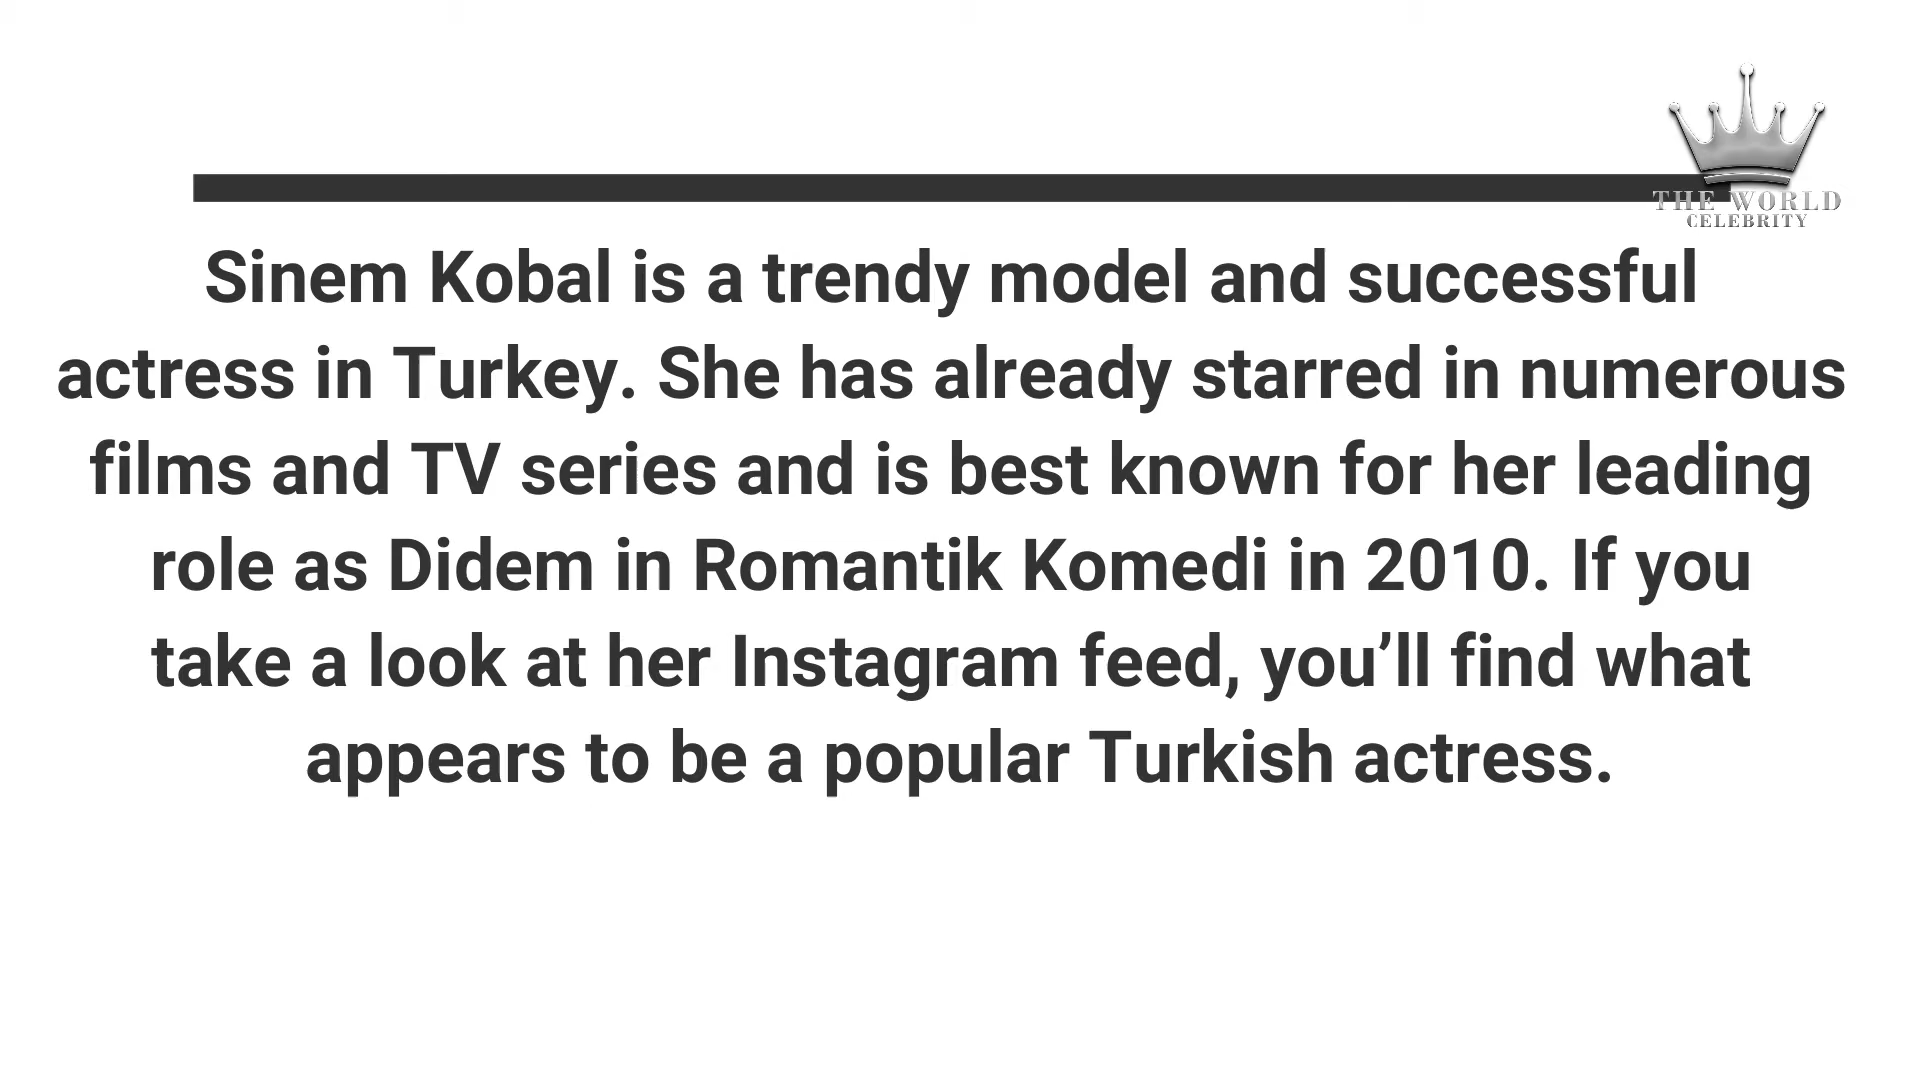 THE WORLD
CELEBRITY
Sinem Kobal is a trendy model and successful
actress in Turkey. She has already starred in numerous
films and TV series and is best known for her leading
role as Didem in Romantik Komedi in 2010. If you
take a look at her Instagram feed, you’ll find what
appears to be a popular Turkish actress.